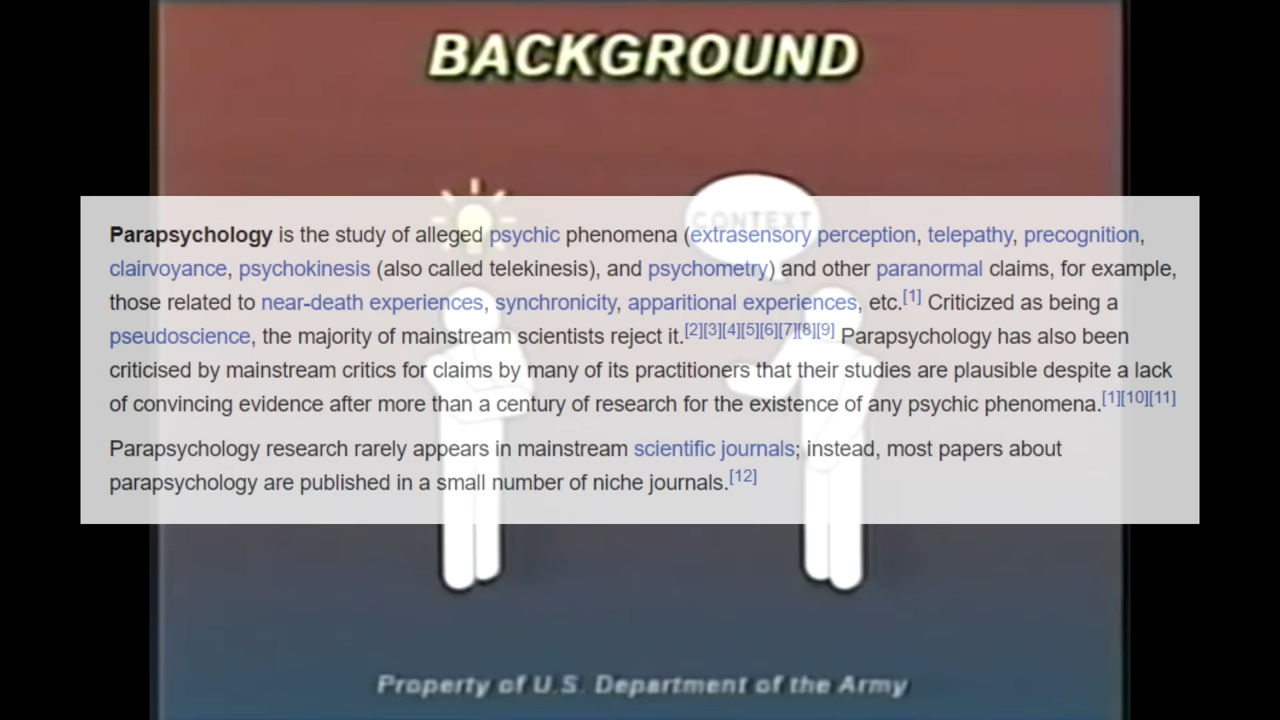 BACKGROUND
CONTEXT
Parapsychology is the study of alleged psychic phenomena (extrasensory perception, telepathy, precognition,
clairvoyance, psychokinesis (also called telekinesis), and psychometry) and other paranormal claims, for example,
those related to near-death experiences, synchronicity, apparitional experiences, etc.[1] Criticized as being a
pseudoscience, the majority of mainstream scientists reject it.[2][3][4][5][6][7][8][9] Parapsychology has also been
criticised by mainstream critics for claims by many of its practitioners that their studies are plausible despite a lack
of convincing evidence after more than a century of research for the existence of any psychic phenomena.[1][10][11]
Parapsychology research rarely appears in mainstream scientific journals; instead, most papers about
parapsychology are published in a small number of niche journals.[12]
Property of U.S. Department of the Army